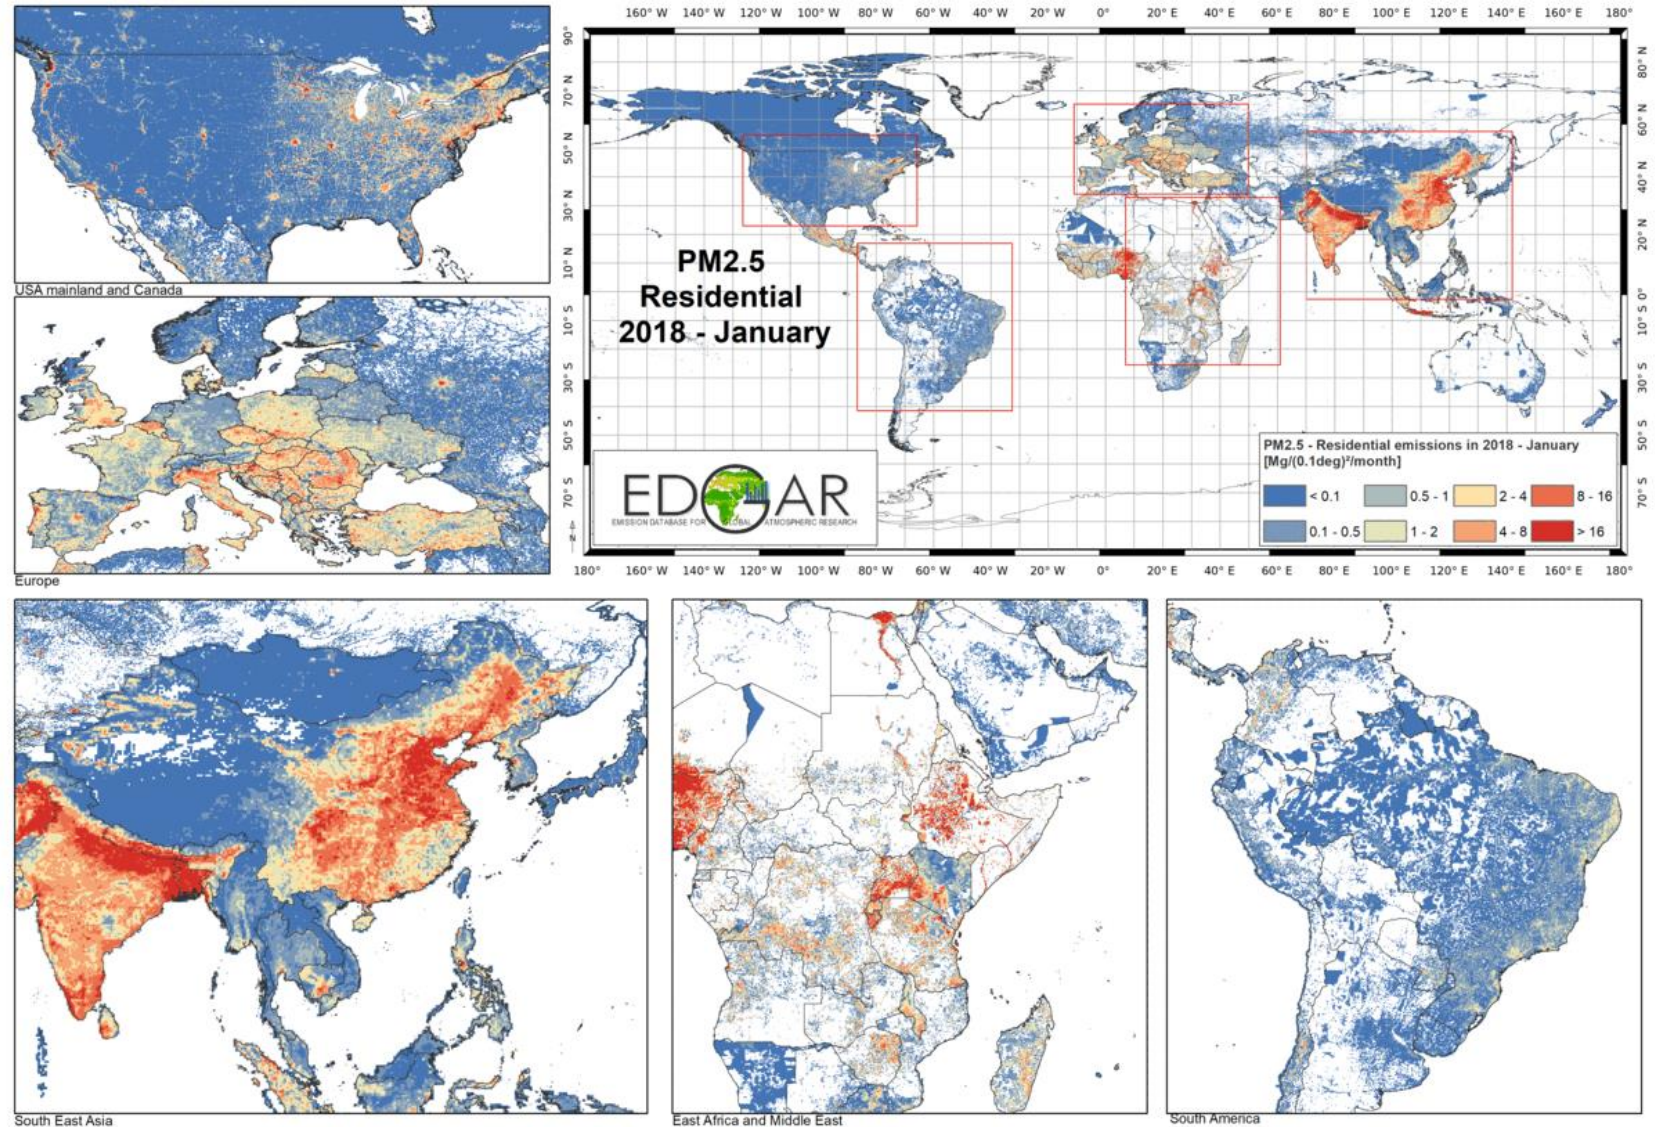 160° W 140° W 120° W 100° W 80° W 60° W 40° W 20° W 0° 20° E 40° E 60° E 80° E 100° E 120° E 140° E 160° E 180°
90°
70° N
50° N
30° N
10° N
10° S
30° S
50° S
70° S
80° N
60° N
40° N
20° N
0°
10° S
30° S
50° S
70° S
USA mainland and Canada
PM2.5
Residential
2018 - January
PM2.5 - Residential emissions in 2018 - January
[Mg/(0.1deg)²/month]
< 0.1 0.5 - 1 2 - 4 8 - 16
0.1 - 0.5 1 - 2 4 - 8 > 16
EDGAR
EMISSION DATABASE FOR GLOBAL ATMOSPHERIC RESEARCH
N
180° 160° W 140° W 120° W 100° W 80° W 60° W 40° W 20° W 0° 20° E 40° E 60° E 80° E 100° E 120° E 140° E 160° E 180°
Europe
South East Asia
East Africa and Middle East
South America